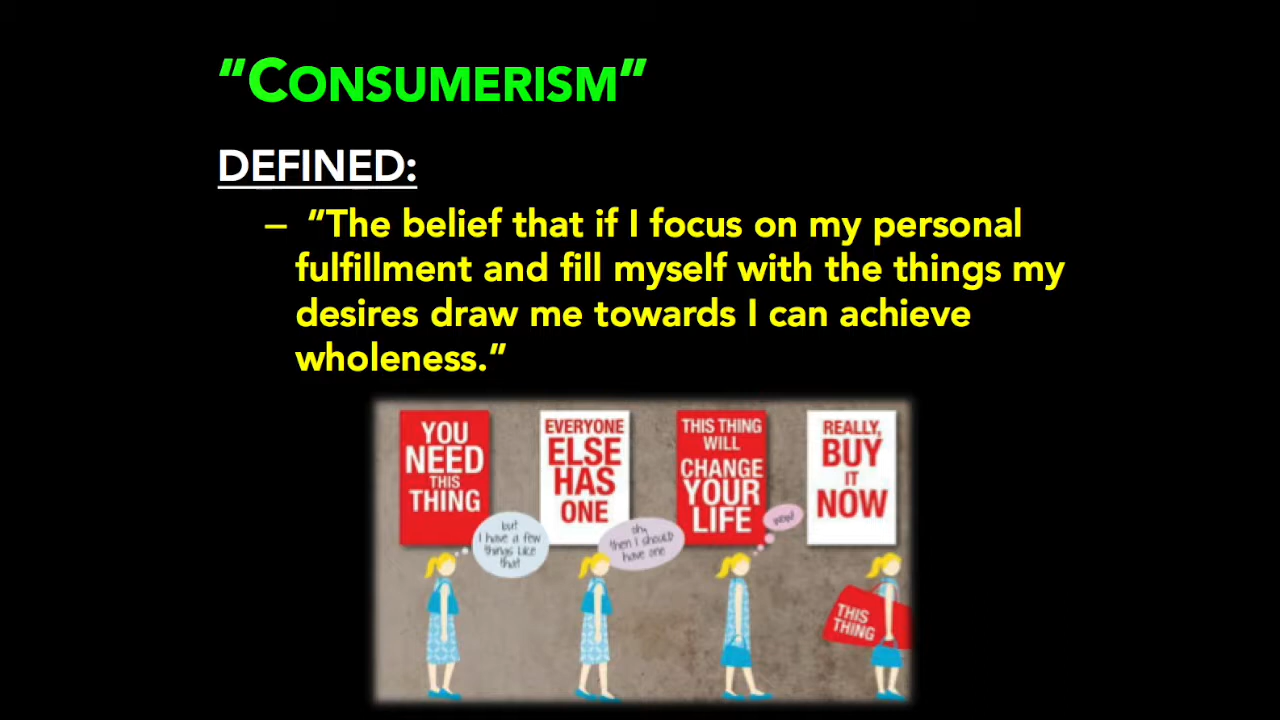 "CONSUMERISM"
DEFINED:
– "The belief that if I focus on my personal
fulfillment and fill myself with the things my
desires draw me towards I can achieve
wholeness."
YOU
NEED
THIS
THING
but
I have a few
things like
that
EVERYONE
ELSE
HAS
ONE
oh,
then I should
have one
THIS THING
WILL
CHANGE
YOUR
LIFE
REALLY,
BUY
IT
NOW
THIS
THING